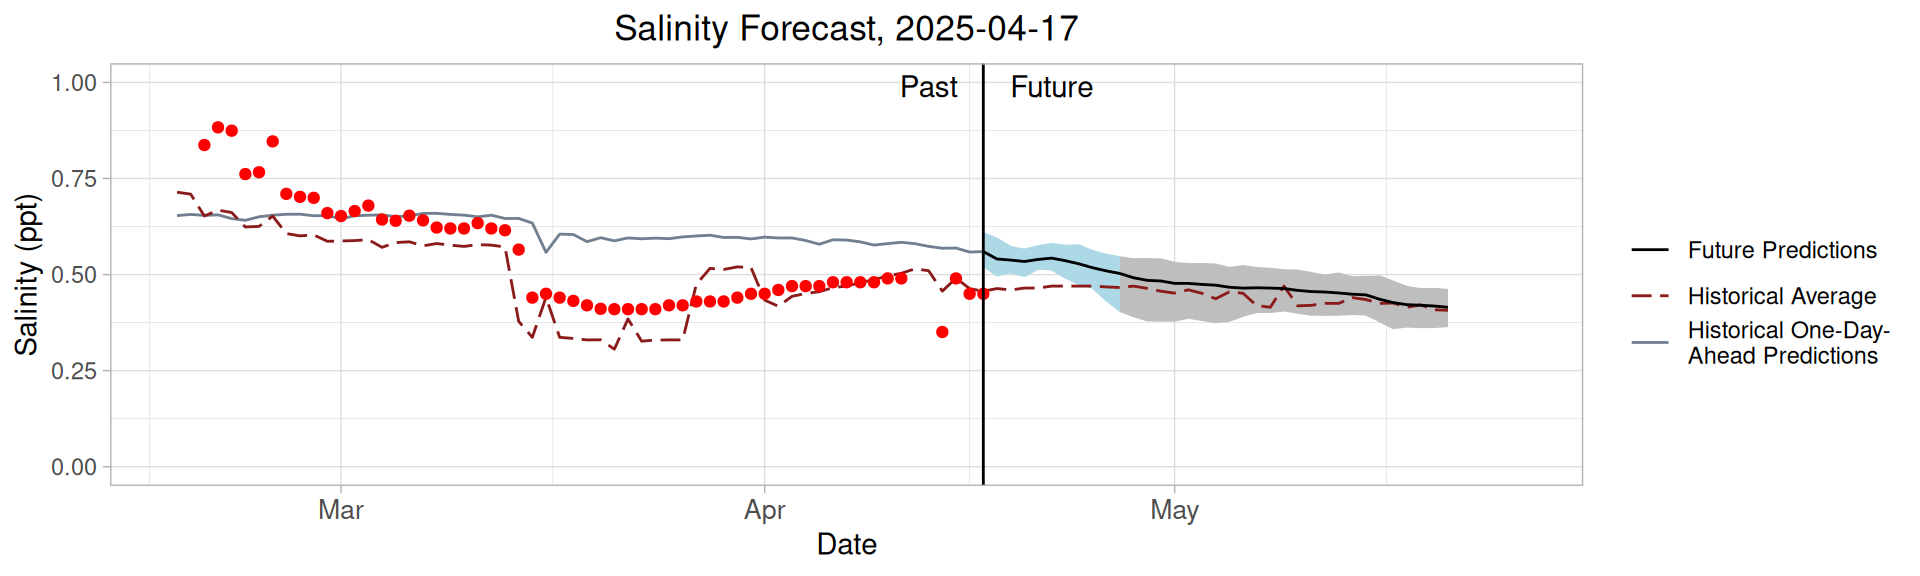 Salinity Forecast, 2025-04-17
Past
Future
1.00
0.75
0.50
0.25
0.00
Salinity (ppt)
Mar
Apr
May
Date
Future Predictions
Historical Average
Historical One-Day-
Ahead Predictions